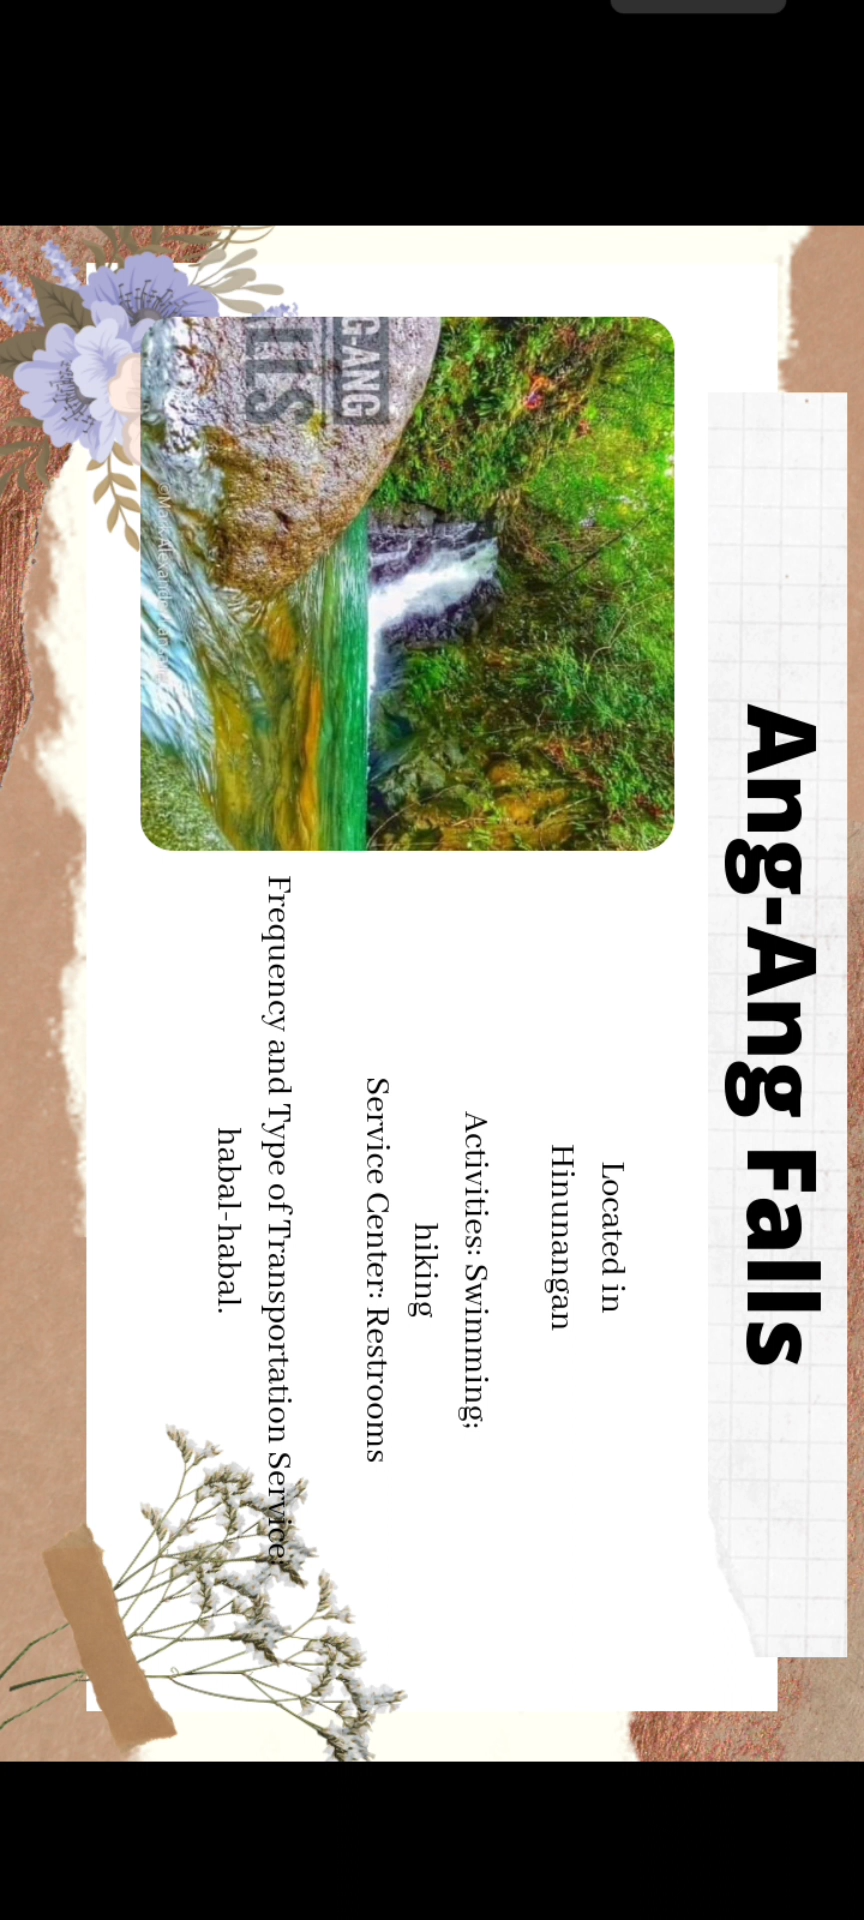 Ang-Ang Falls
Located in
Hinunangan
Activities: Swimming;
hiking
Service Center: Restrooms
Frequency and Type of Transportation Service:
habal-habal.
G-ANG